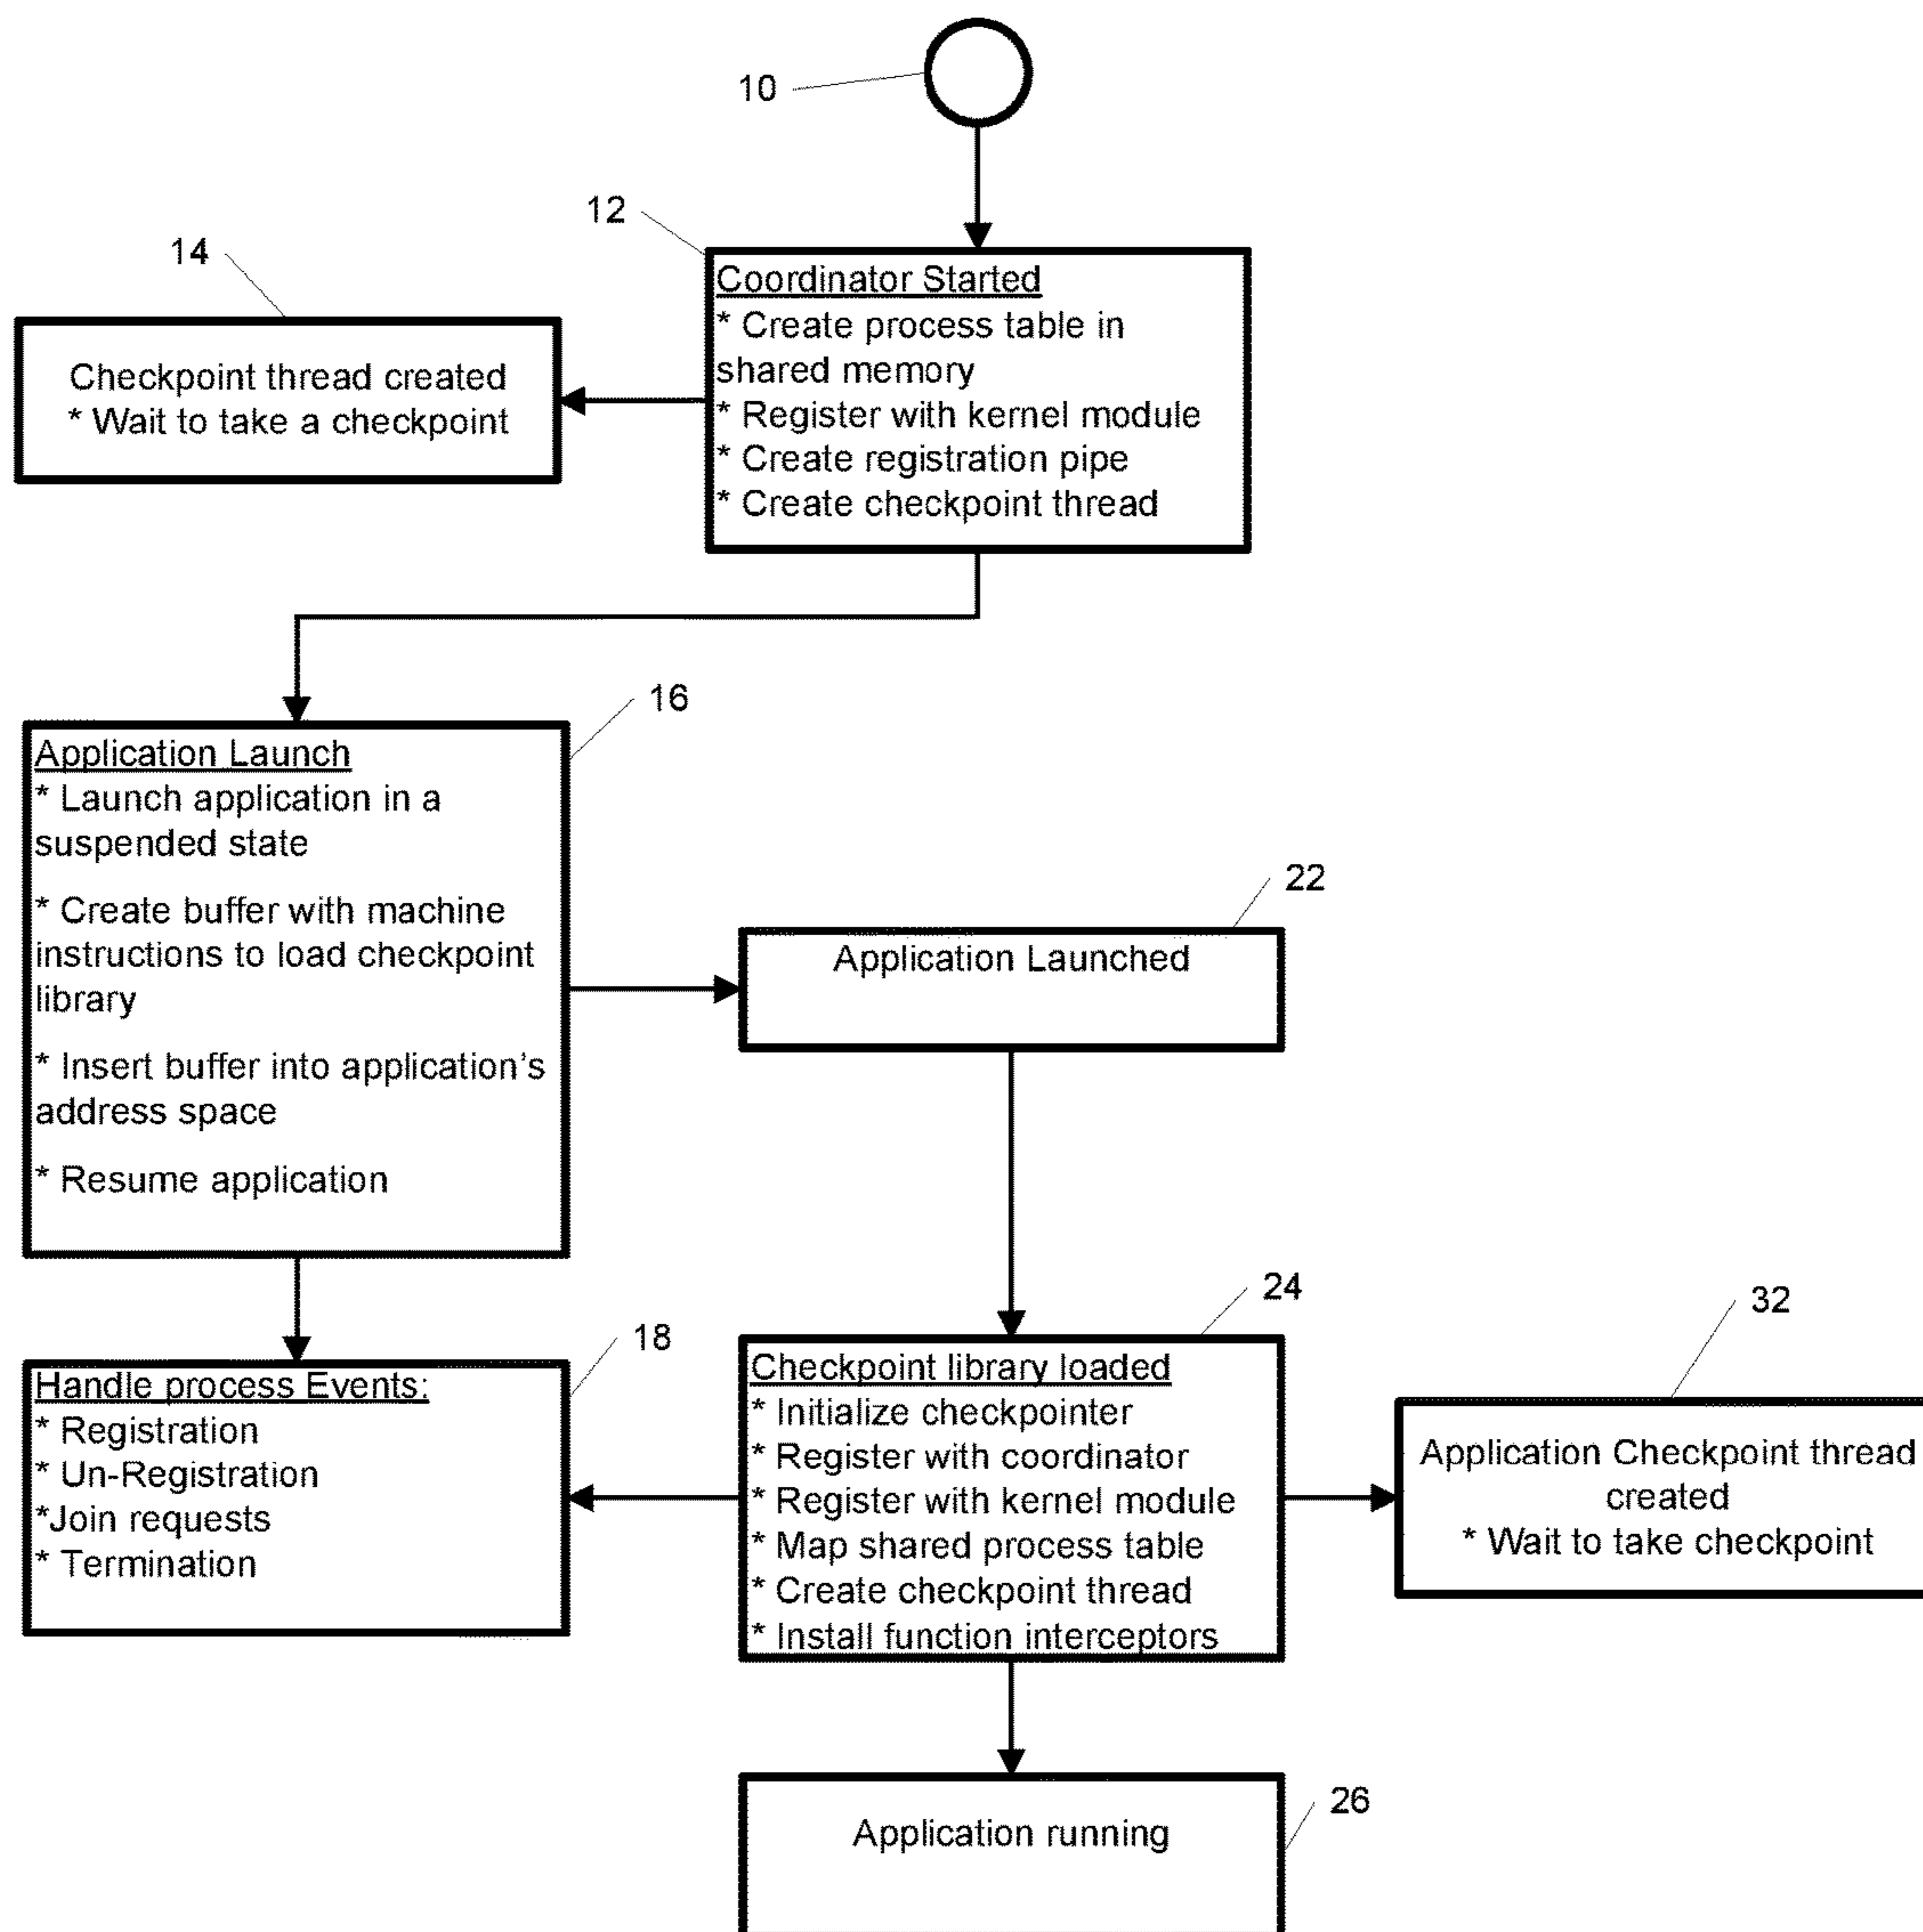 10
12
Coordinator Started
* Create process table in
shared memory
* Register with kernel module
* Create registration pipe
* Create checkpoint thread
14
Checkpoint thread created
* Wait to take a checkpoint
16
Application Launch
* Launch application in a
suspended state
* Create buffer with machine
instructions to load checkpoint
library
* Insert buffer into application's
address space
* Resume application
22
Application Launched
18
Handle process Events:
* Registration
* Un-Registration
*Join requests
* Termination
24
Checkpoint library loaded
* Initialize checkpointer
* Register with coordinator
* Register with kernel module
* Map shared process table
* Create checkpoint thread
* Install function interceptors
32
Application Checkpoint thread
created
* Wait to take checkpoint
26
Application running